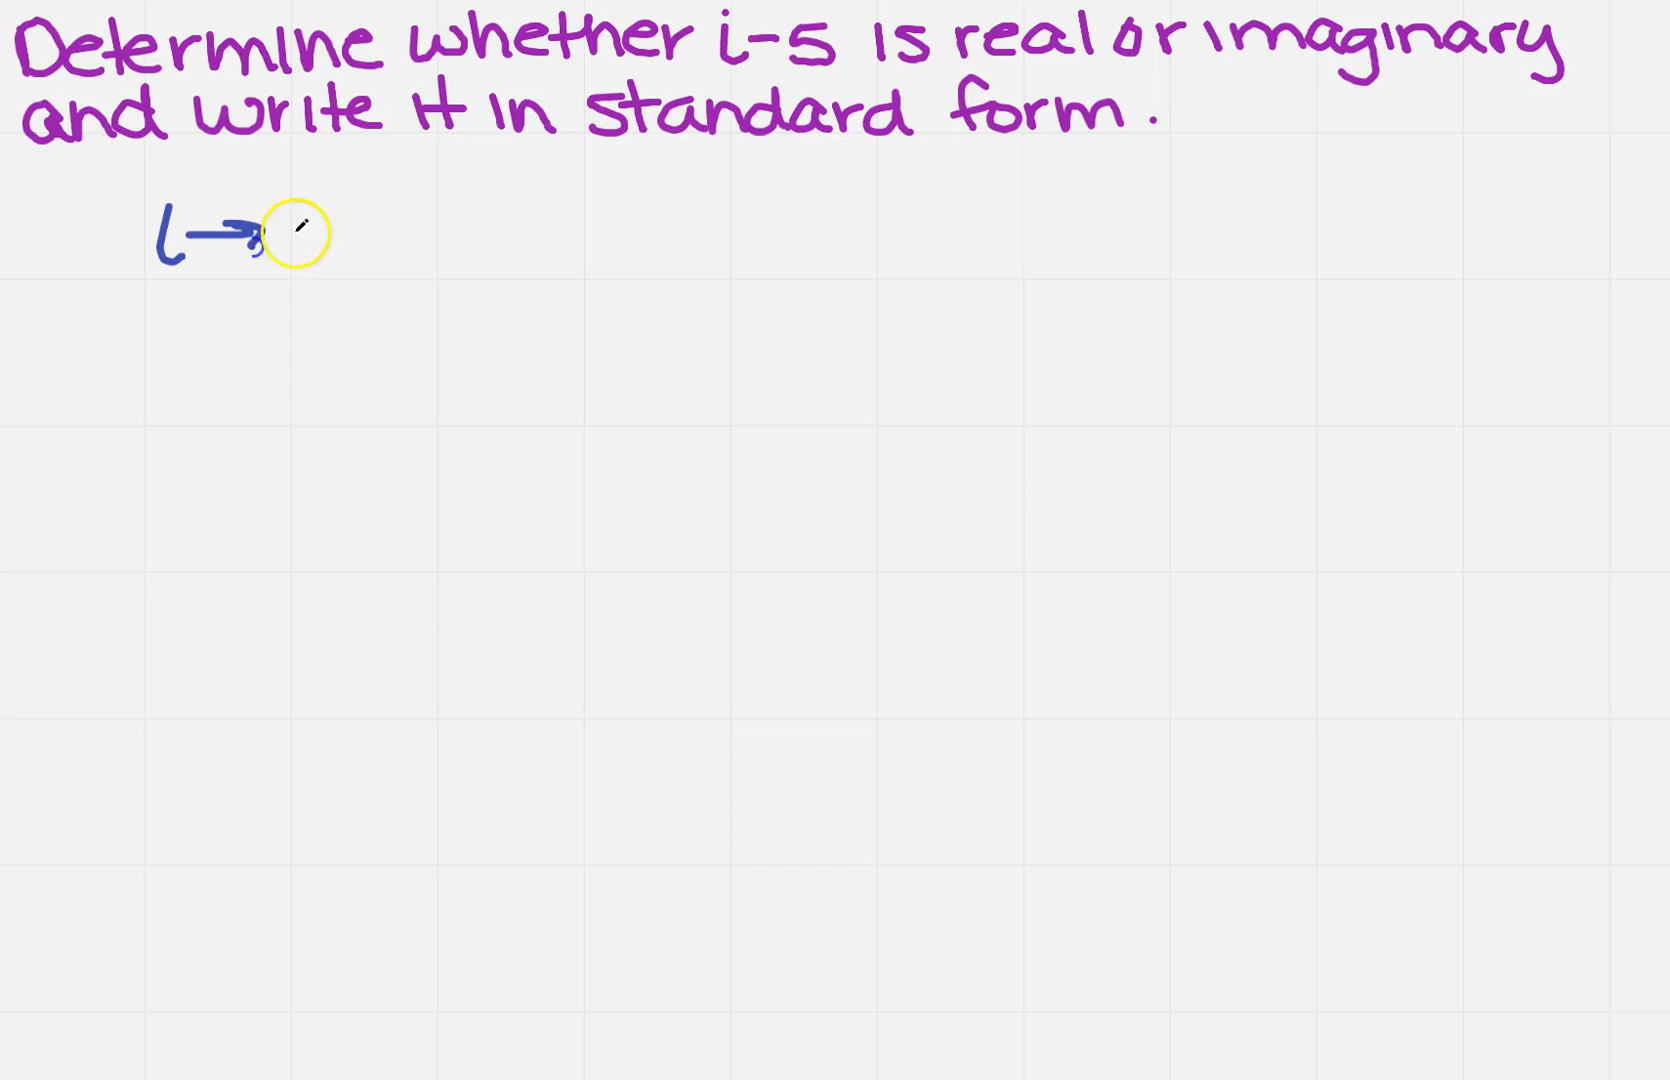 Determine whether i-5 is real or imaginary
and write it in standard form.
i →